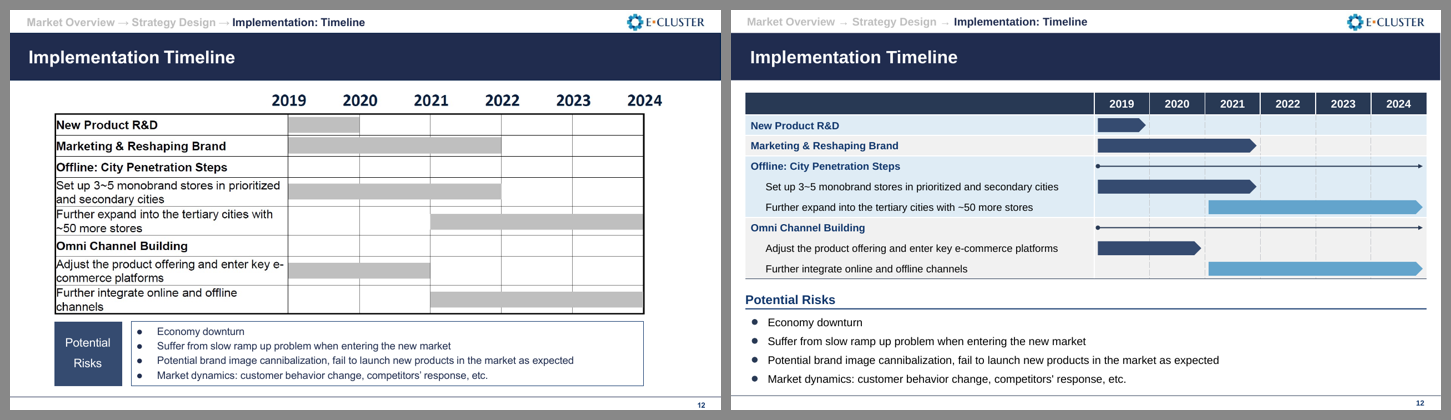 Market Overview → Strategy Design → Implementation: Timeline
E•CLUSTER
Implementation Timeline
2019 2020 2021 2022 2023 2024
New Product R&D
Marketing & Reshaping Brand
Offline: City Penetration Steps
Set up 3~5 monobrand stores in prioritized
and secondary cities
Further expand into the tertiary cities with
~50 more stores
Omni Channel Building
Adjust the product offering and enter key e-
commerce platforms
Further integrate online and offline
channels
Potential
Risks
● Economy downturn
● Suffer from slow ramp up problem when entering the new market
● Potential brand image cannibalization, fail to launch new products in the market as expected
● Market dynamics: customer behavior change, competitors' response, etc.
12
Market Overview → Strategy Design → Implementation: Timeline
E•CLUSTER
Implementation Timeline
2019 2020 2021 2022 2023 2024
New Product R&D
Marketing & Reshaping Brand
Offline: City Penetration Steps
Set up 3~5 monobrand stores in prioritized and secondary cities
Further expand into the tertiary cities with ~50 more stores
Omni Channel Building
Adjust the product offering and enter key e-commerce platforms
Further integrate online and offline channels
Potential Risks
● Economy downturn
● Suffer from slow ramp up problem when entering the new market
● Potential brand image cannibalization, fail to launch new products in the market as expected
● Market dynamics: customer behavior change, competitors' response, etc.
12